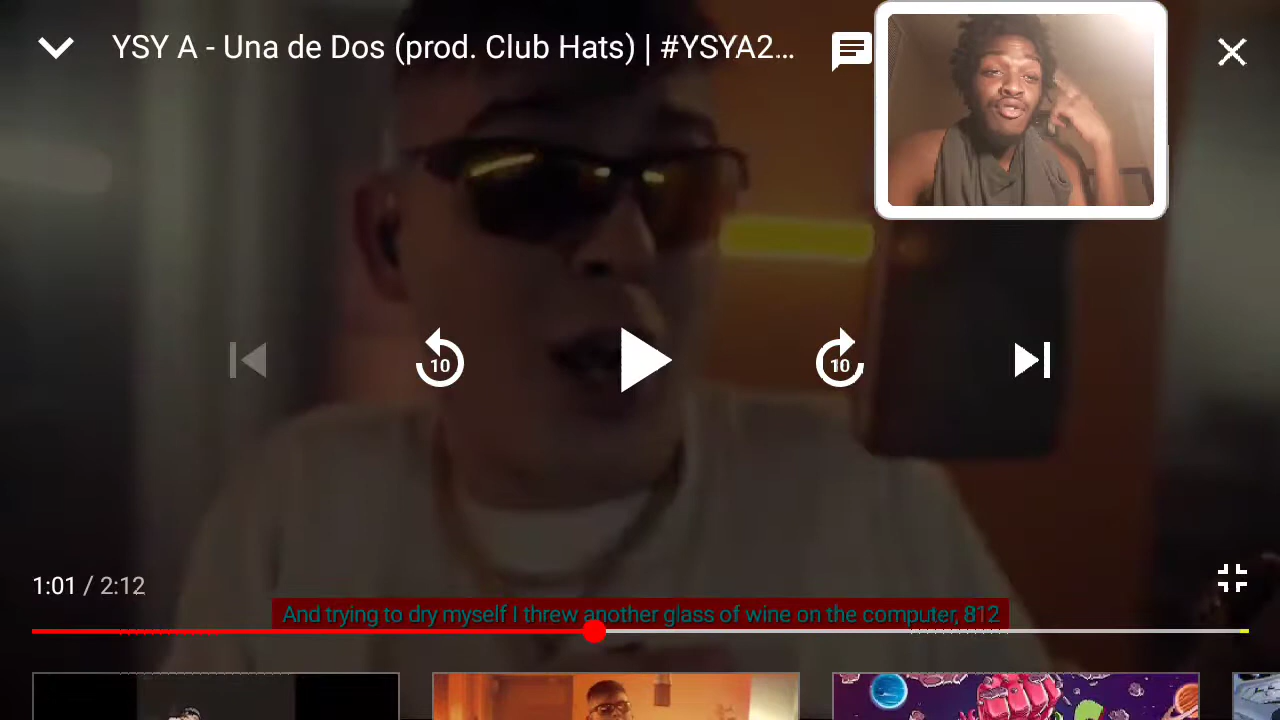 YSY A - Una de Dos (prod. Club Hats) | #YSYA2...
10
10
1:01 / 2:12
And trying to dry myself I threw another glass of wine on the computer, 812